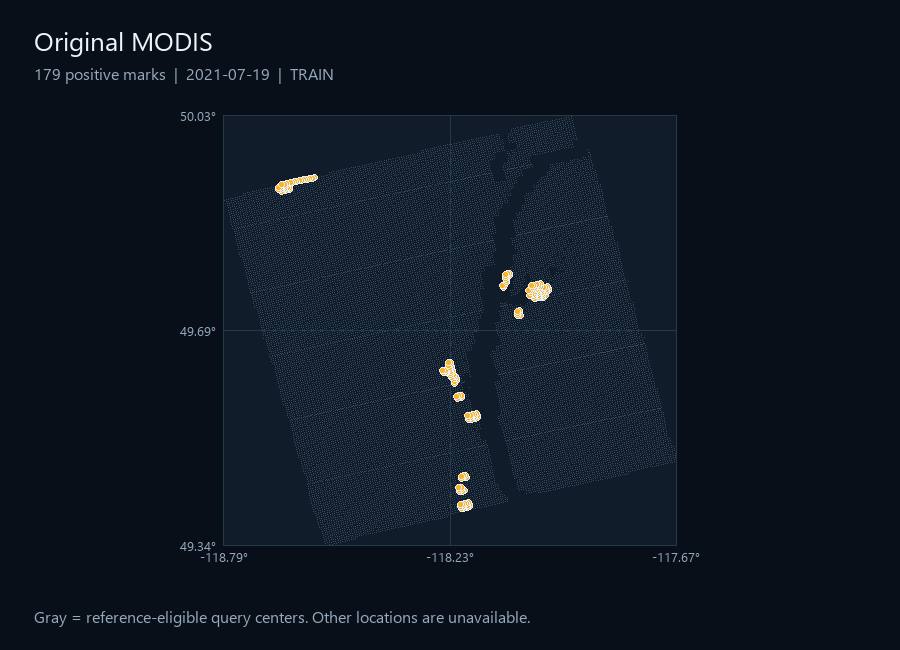 Original MODIS
179 positive marks | 2021-07-19 | TRAIN
50.03°
49.69°
49.34°
-118.79°
-118.23°
-117.67°
Gray = reference-eligible query centers. Other locations are unavailable.